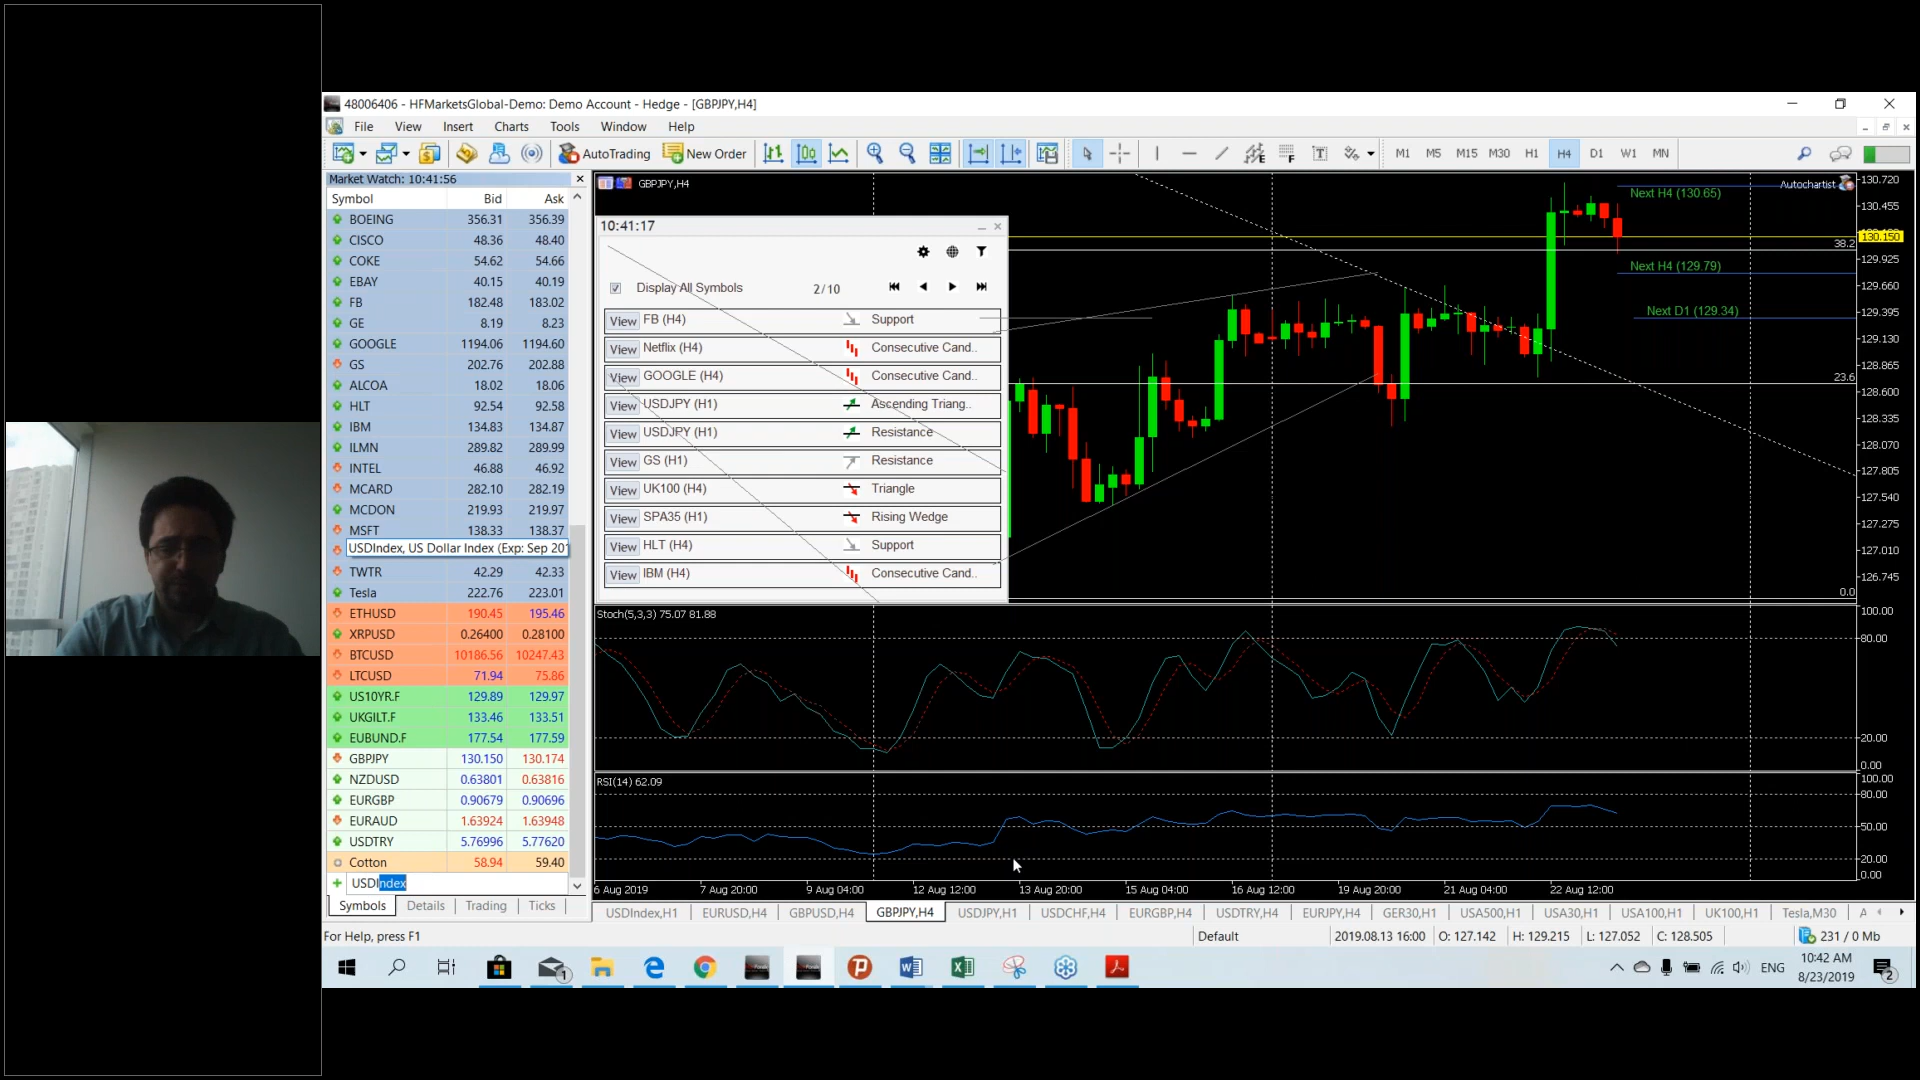 48006406 - HFMarketsGlobal-Demo: Demo Account - Hedge - [GBPJPY,H4]
File View Insert Charts Tools Window Help
AutoTrading New Order M1 M5 M15 M30 H1 H4 D1 W1 MN
Market Watch: 10:41:56
Symbol Bid Ask
BOEING 356.31 356.39
CISCO 48.36 48.40
COKE 54.62 54.66
EBAY 40.15 40.19
FB 182.48 183.02
GE 8.19 8.23
GOOGLE 1194.06 1194.60
GS 202.76 202.88
ALCOA 18.02 18.06
HLT 92.54 92.58
IBM 134.83 134.87
ILMN 289.82 289.99
INTEL 46.88 46.92
MCARD 282.10 282.19
MCDON 219.93 219.97
MSFT 138.33 138.37
USDIndex, US Dollar Index (Exp: Sep 201
TWTR 42.29 42.33
Tesla 222.76 223.01
ETHUSD 190.45 195.46
XRPUSD 0.26400 0.28100
BTCUSD 10186.56 10247.43
LTCUSD 71.94 75.86
US10YR.F 129.89 129.97
UKGILT.F 133.46 133.51
EUBUND.F 177.54 177.59
GBPJPY 130.150 130.174
NZDUSD 0.63801 0.63816
EURGBP 0.90679 0.90696
EURAUD 1.63924 1.63948
USDTRY 5.76996 5.77620
Cotton 58.94 59.40
USDIndex
Symbols Details Trading Ticks
GBPJPY,H4
10:41:17
Display All Symbols 2/10
View FB (H4) Support
View Netflix (H4) Consecutive Cand..
View GOOGLE (H4) Consecutive Cand..
View USDJPY (H1) Ascending Triang..
View USDJPY (H1) Resistance
View GS (H1) Resistance
View UK100 (H4) Triangle
View SPA35 (H1) Rising Wedge
View HLT (H4) Support
View IBM (H4) Consecutive Cand..
Autochartist
Next H4 (130.65)
Next H4 (129.79)
Next D1 (129.34)
38.2
23.6
0.0
130.720
130.455
130.150
129.925
129.660
129.395
129.130
128.865
128.600
128.335
128.070
127.805
127.540
127.275
127.010
126.745
Stoch(5,3,3) 75.07 81.88
100.00
80.00
20.00
0.00
RSI(14) 62.09
100.00
80.00
50.00
20.00
0.00
6 Aug 2019 7 Aug 20:00 9 Aug 04:00 12 Aug 12:00 13 Aug 20:00 15 Aug 04:00 16 Aug 12:00 19 Aug 20:00 21 Aug 04:00 22 Aug 12:00
USDIndex,H1 EURUSD,H4 GBPUSD,H4 GBPJPY,H4 USDJPY,H1 USDCHF,H4 EURGBP,H4 USDTRY,H4 EURJPY,H4 GER30,H1 USA500,H1 USA30,H1 USA100,H1 UK100,H1 Tesla,M30
For Help, press F1 Default 2019.08.13 16:00 O: 127.142 H: 129.215 L: 127.052 C: 128.505 231 / 0 Mb
1 ENG 10:42 AM 2
8/23/2019